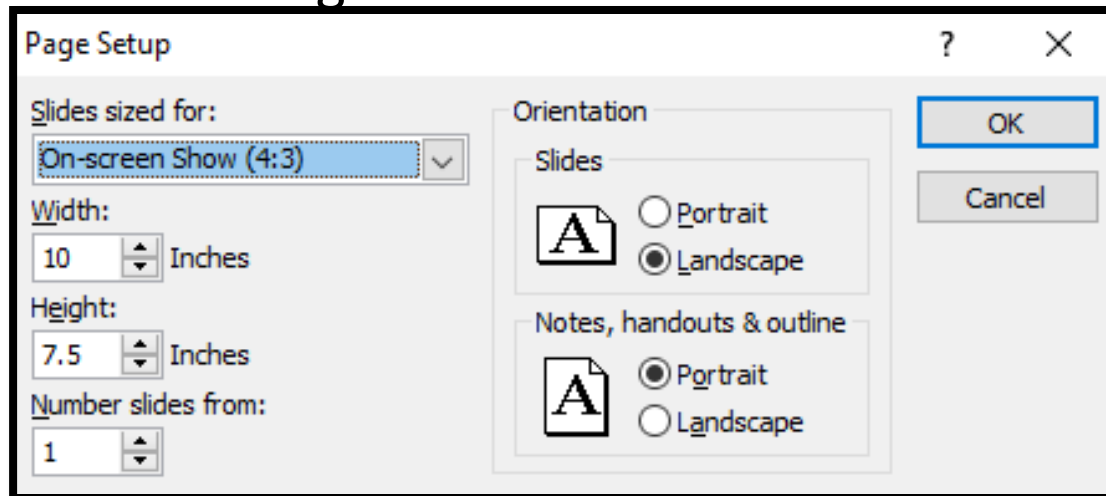 Page Setup ? ×
Slides sized for:
On-screen Show (4:3)
Width:
10 Inches
Height:
7.5 Inches
Number slides from:
1
Orientation
Slides
A
Portrait
Landscape
Notes, handouts & outline
A
Portrait
Landscape
OK
Cancel